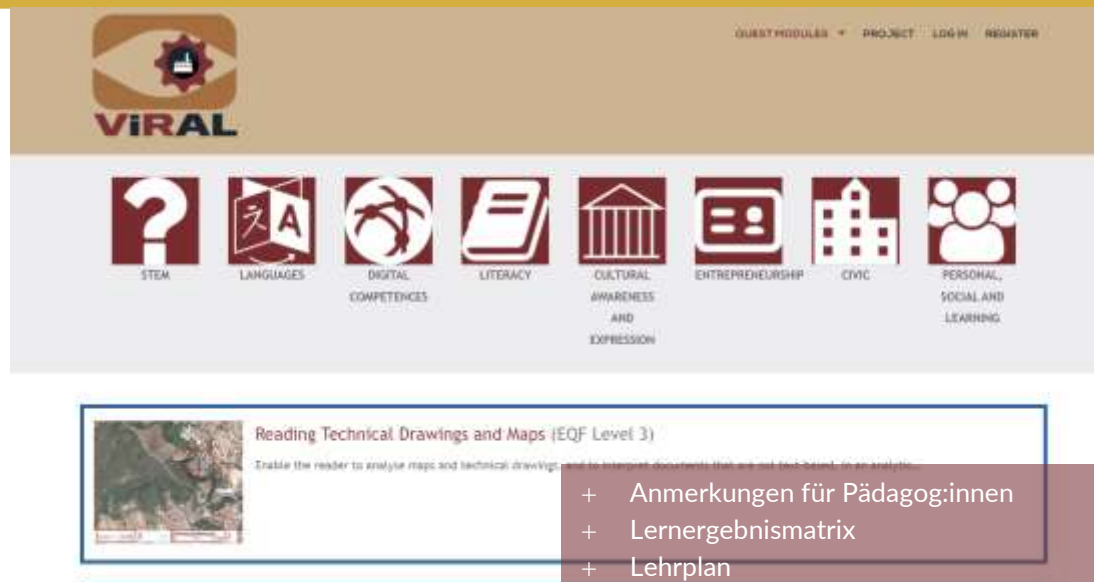 GUEST MODULES PROJECT LOG IN REGISTER
ViRAL
STEM
LANGUAGES
DIGITAL
COMPETENCES
LITERACY
CULTURAL
AWARENESS
AND
EXPRESSION
ENTREPRENEURSHIP
CIVIC
PERSONAL,
SOCIAL AND
LEARNING
Reading Technical Drawings and Maps (EQF Level 3)
Enable the reader to analyse maps and technical drawings, and to interpret documents that are not text-based, in an analytic...
+ Anmerkungen für Pädagog:innen
+ Lernergebnismatrix
+ Lehrplan